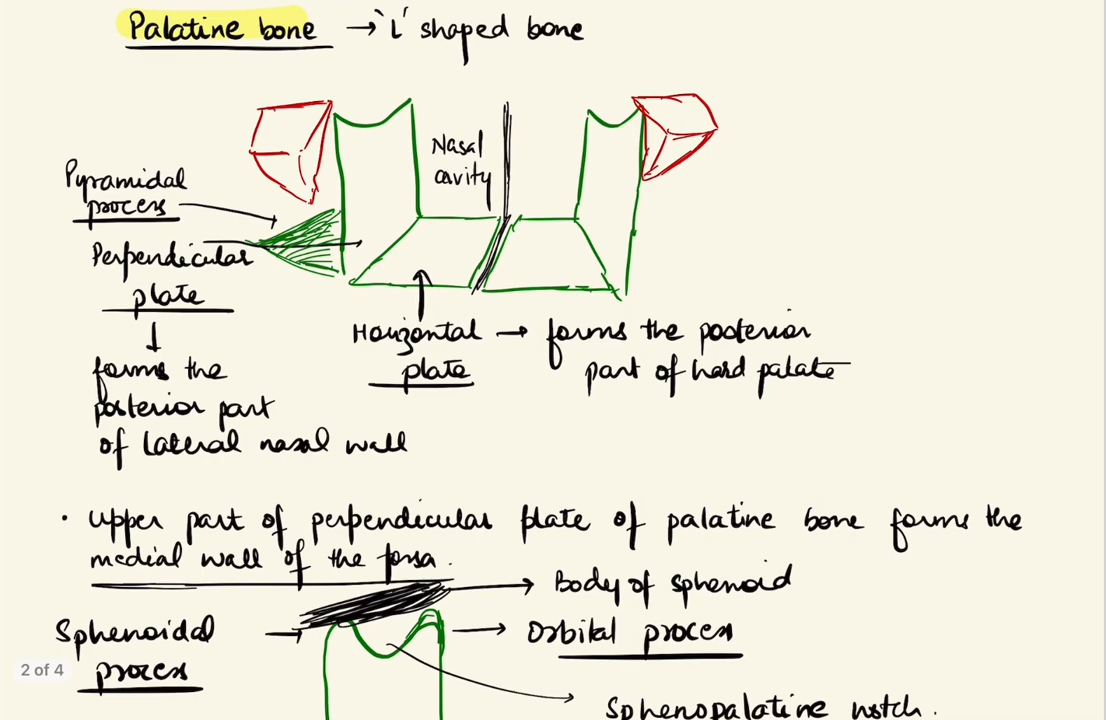 Palatine bone → 'L' shaped bone
Nasal
cavity
Pyramidal
process
Perpendicular
plate
Horizontal → forms the posterior
plate part of hard palate
forms the
posterior part
of lateral nasal wall
· Upper part of perpendicular plate of palatine bone forms the
medial wall of the fossa.
→ Body of sphenoid
Sphenoidal →
process
→ Orbital process
2 of 4
Sphenopalatine notch.